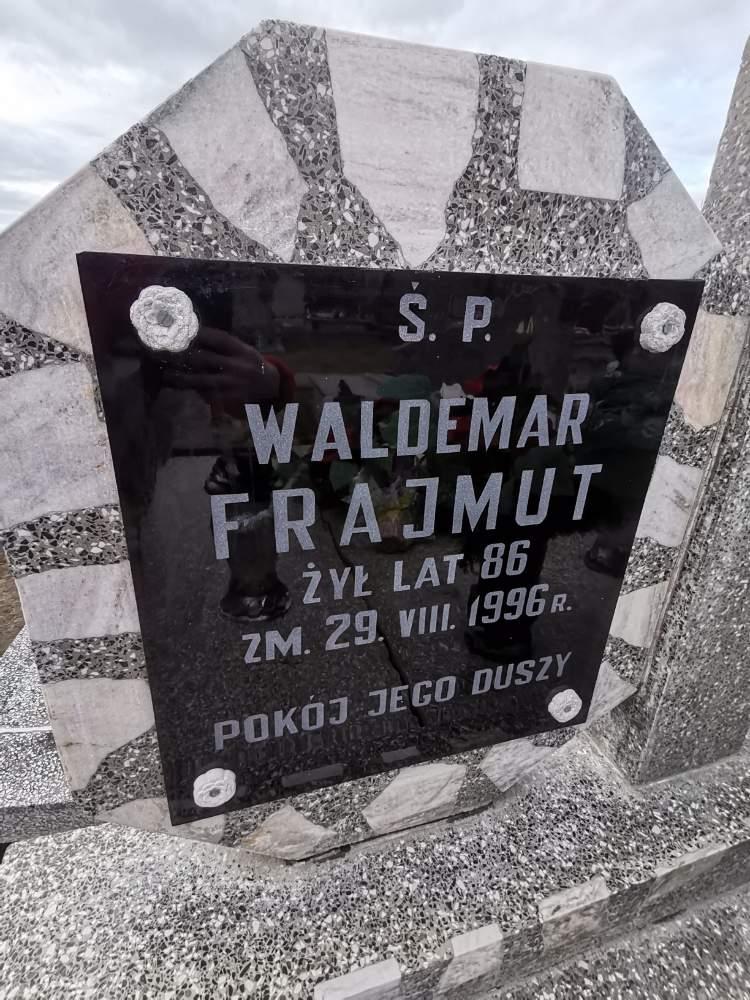 Ś. P.
WALDEMAR
FRAJMUT
ŻYŁ LAT 86
ZM. 29. VIII. 1996 R.
POKÓJ JEGO DUSZY